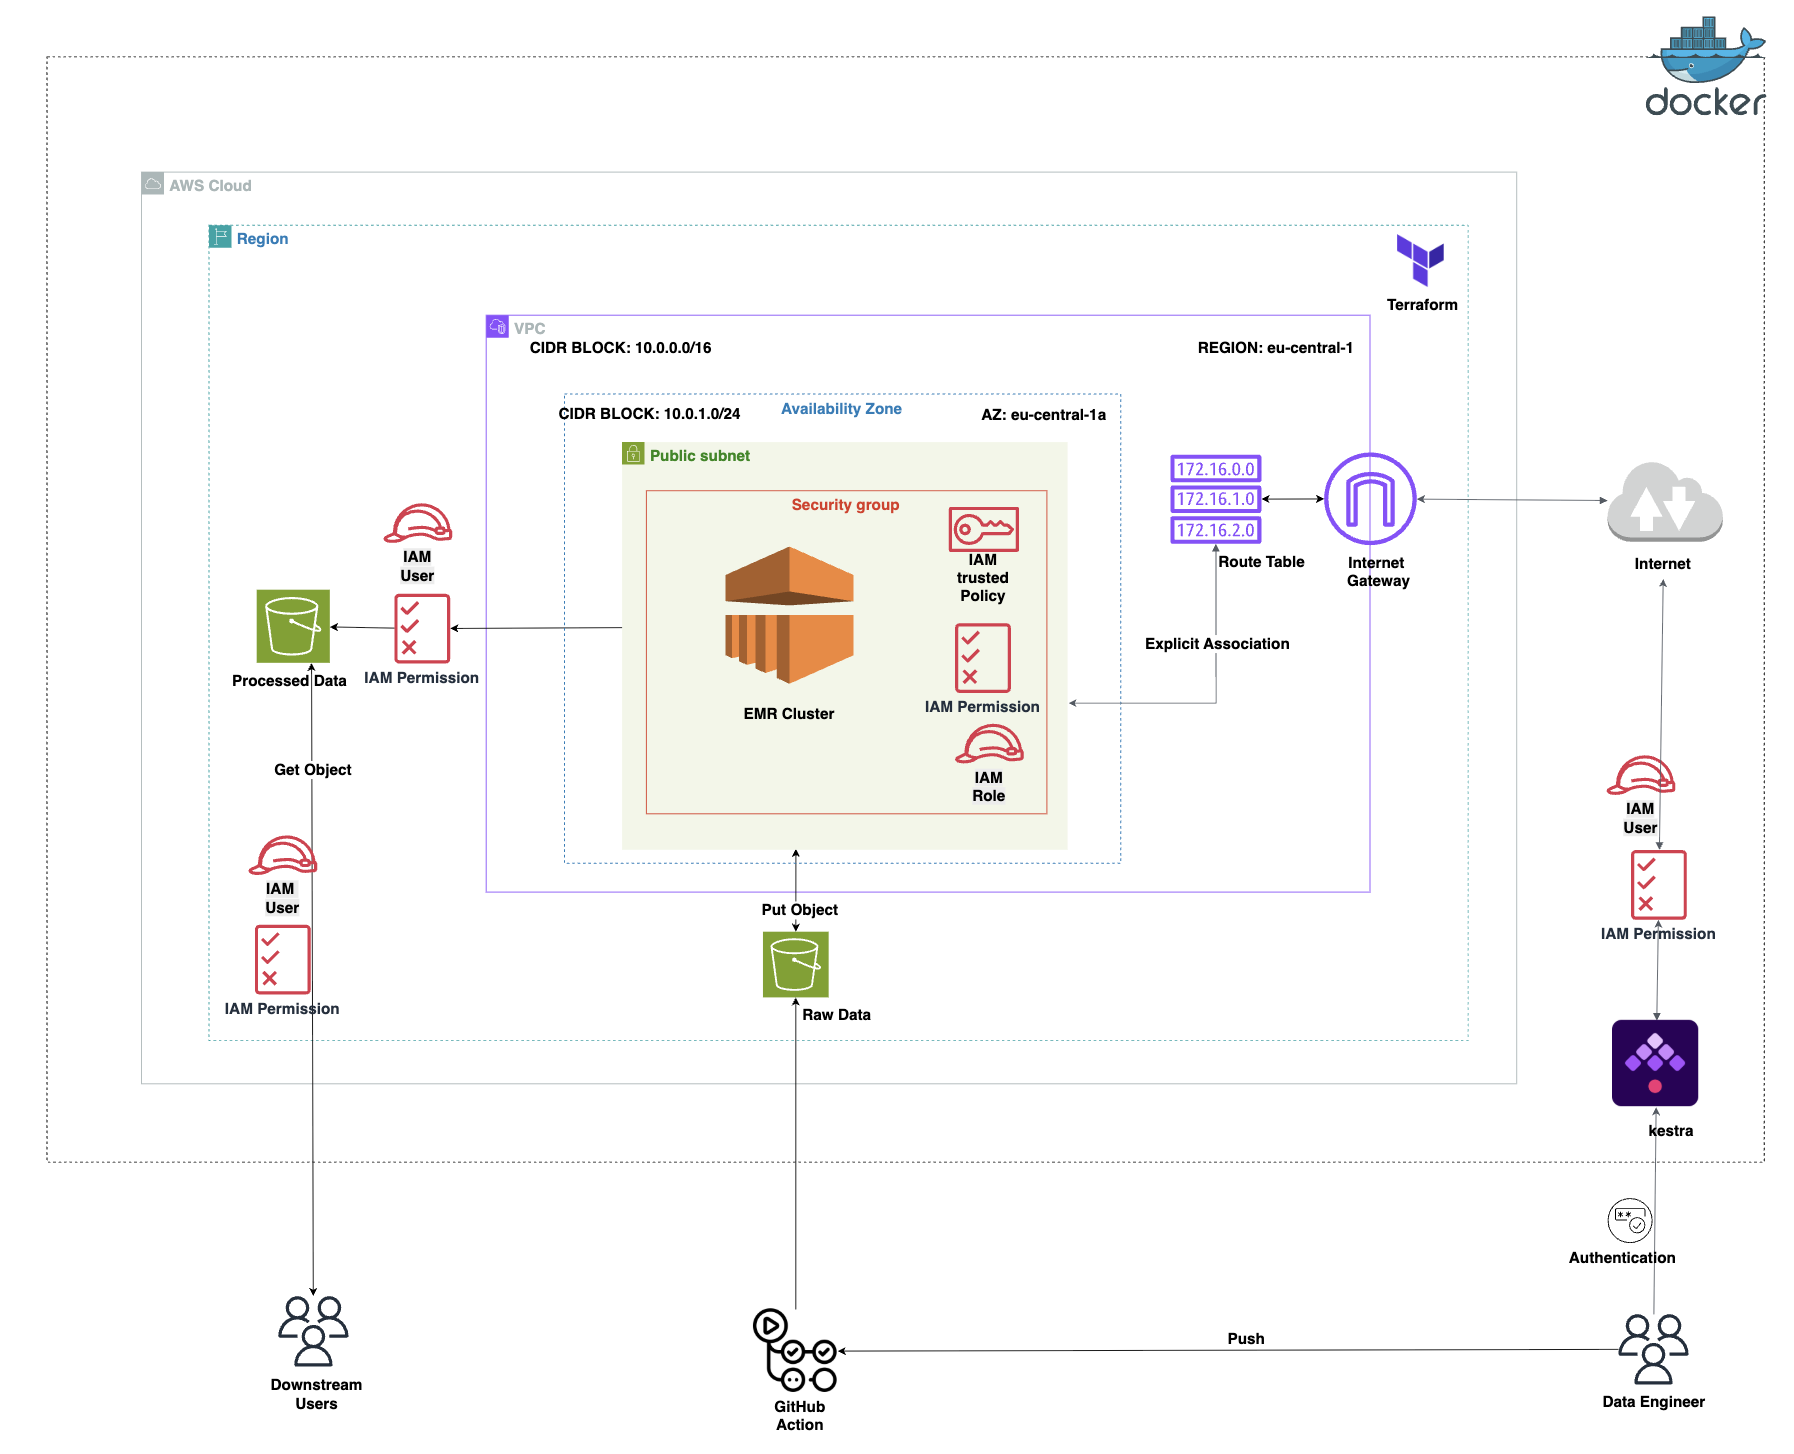 docker
AWS Cloud
Region
Terraform
VPC
CIDR BLOCK: 10.0.0.0/16
REGION: eu-central-1
CIDR BLOCK: 10.0.1.0/24
Availability Zone
AZ: eu-central-1a
Public subnet
Security group
172.16.0.0
172.16.1.0
172.16.2.0
Route Table
Internet
Gateway
Internet
IAM
trusted
Policy
IAM
User
IAM Permission
Processed Data
Explicit Association
EMR Cluster
IAM Permission
IAM
Role
Get Object
IAM
User
IAM Permission
IAM
User
IAM Permission
Put Object
Raw Data
kestra
**
Authentication
Push
Downstream
Users
GitHub
Action
Data Engineer